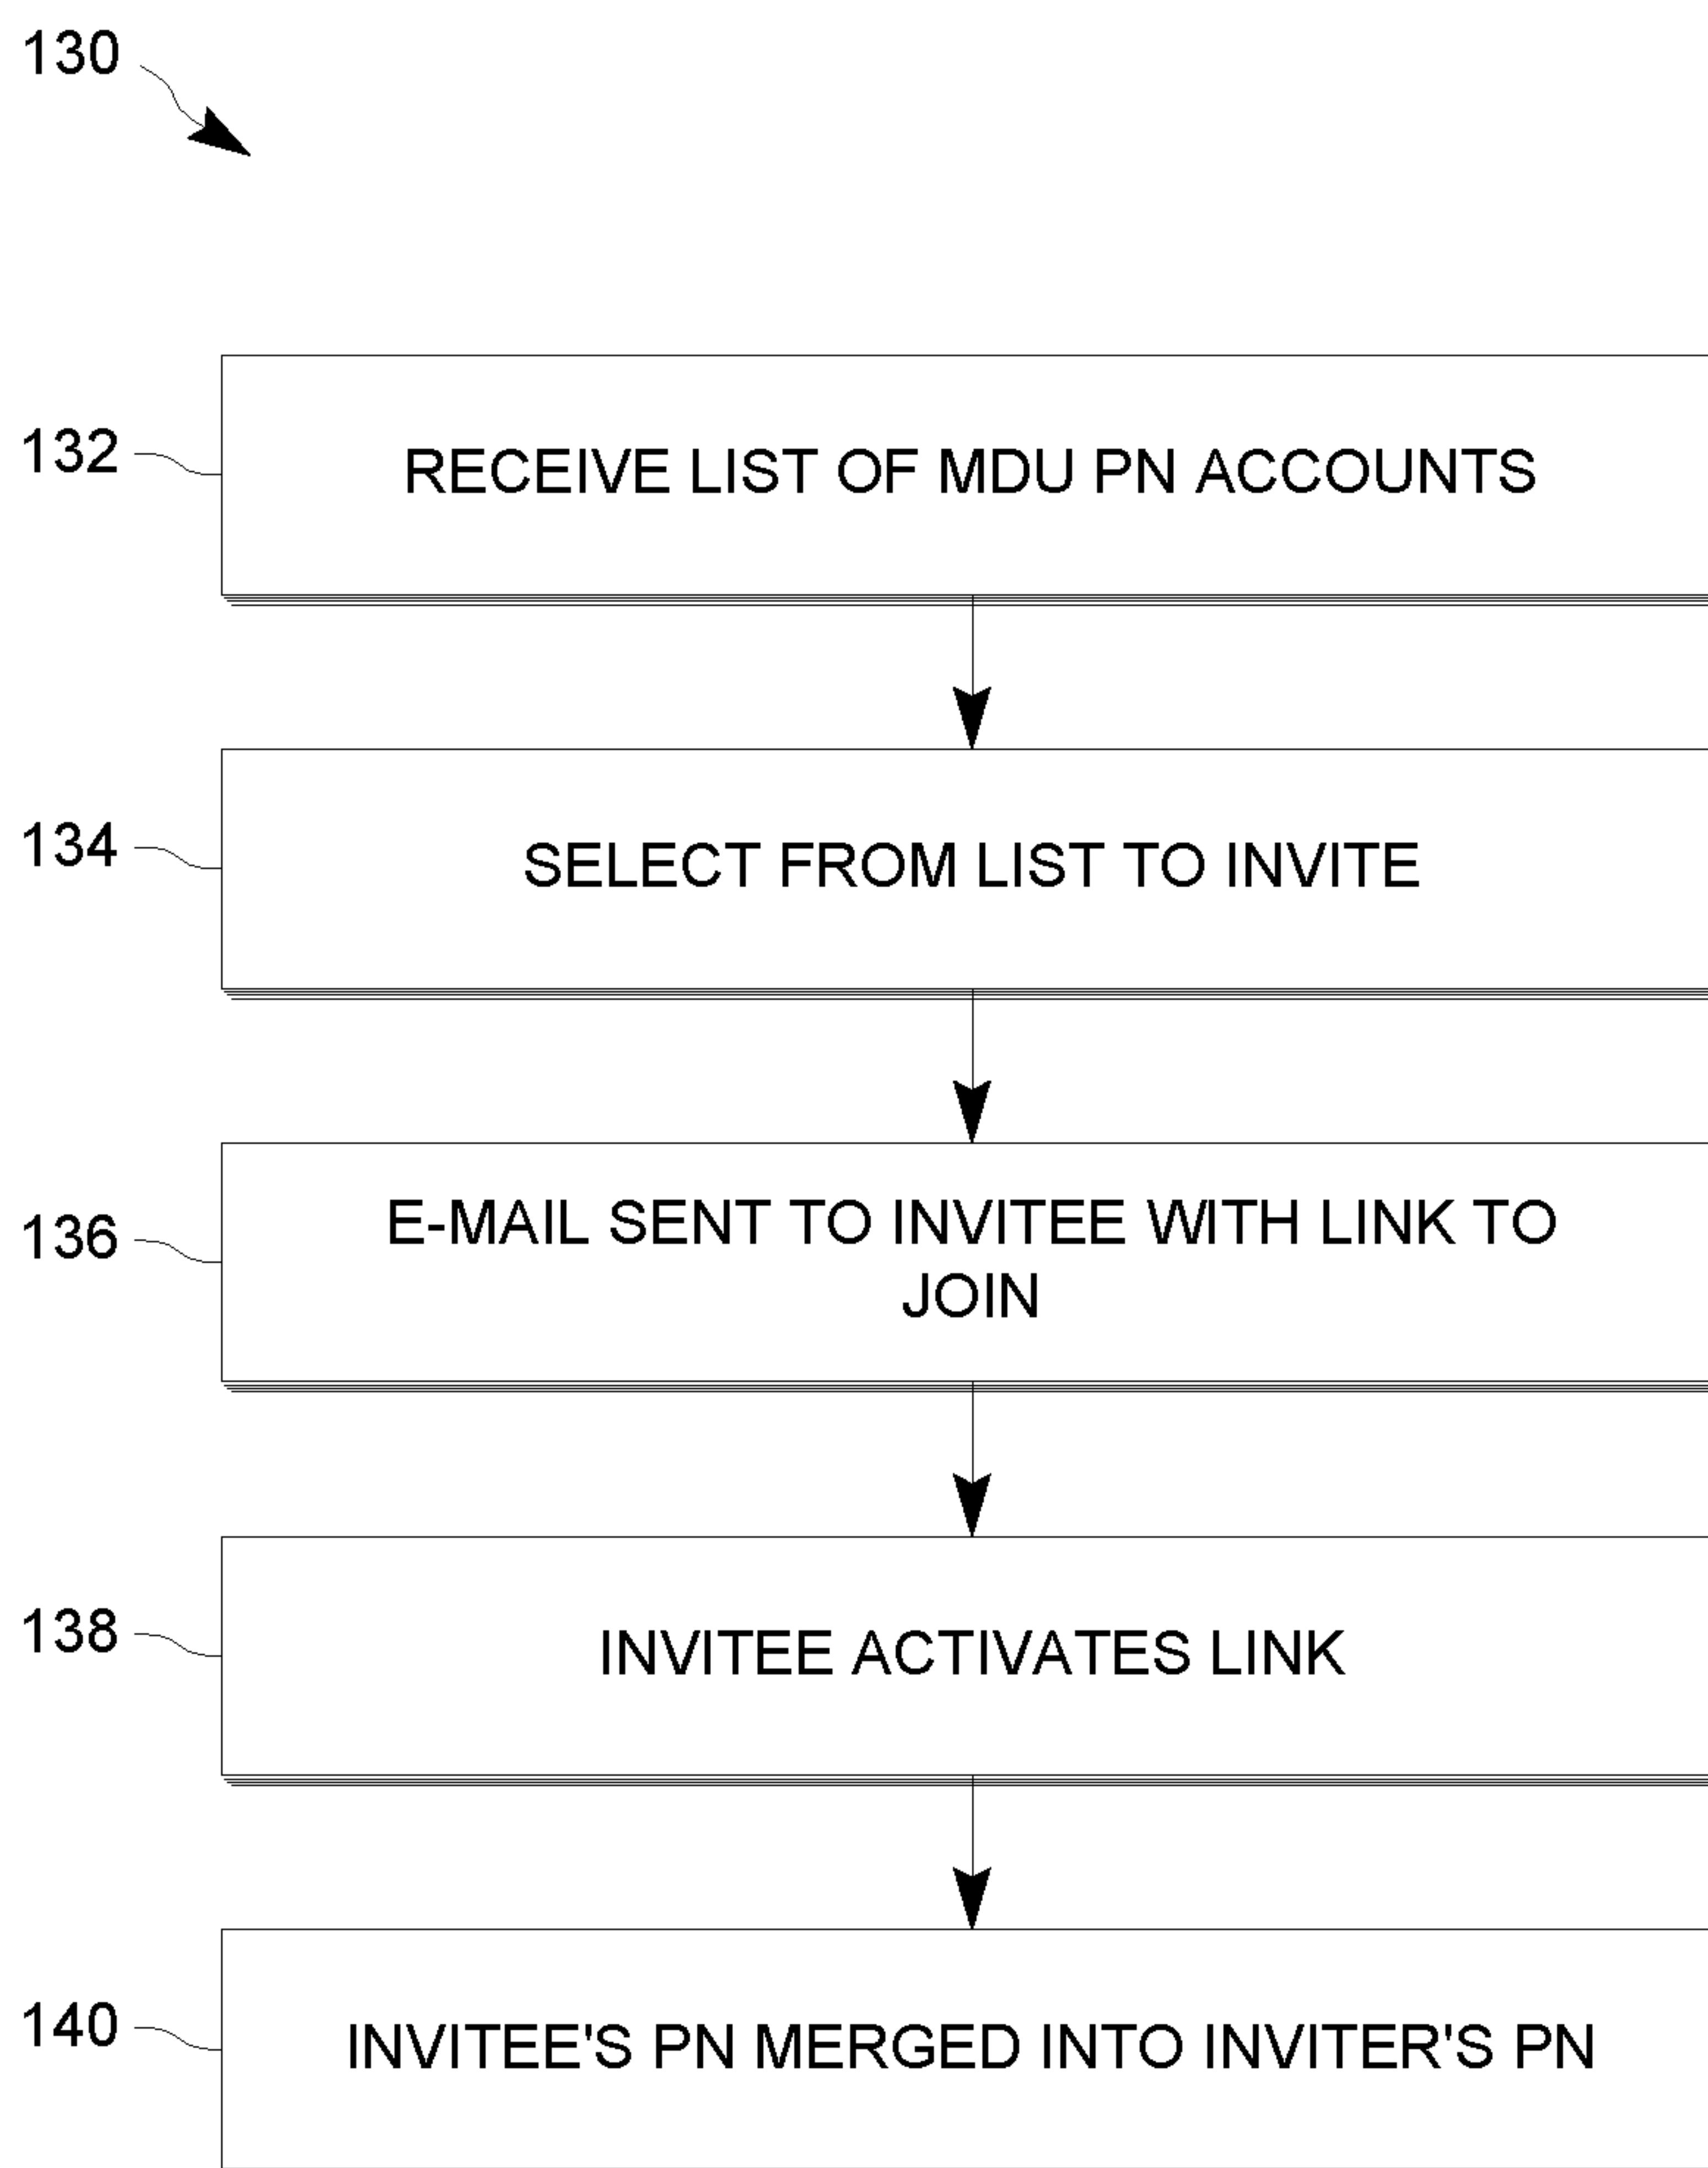 130
132
RECEIVE LIST OF MDU PN ACCOUNTS
134
SELECT FROM LIST TO INVITE
136
E-MAIL SENT TO INVITEE WITH LINK TO
JOIN
138
INVITEE ACTIVATES LINK
140
INVITEE'S PN MERGED INTO INVITER'S PN